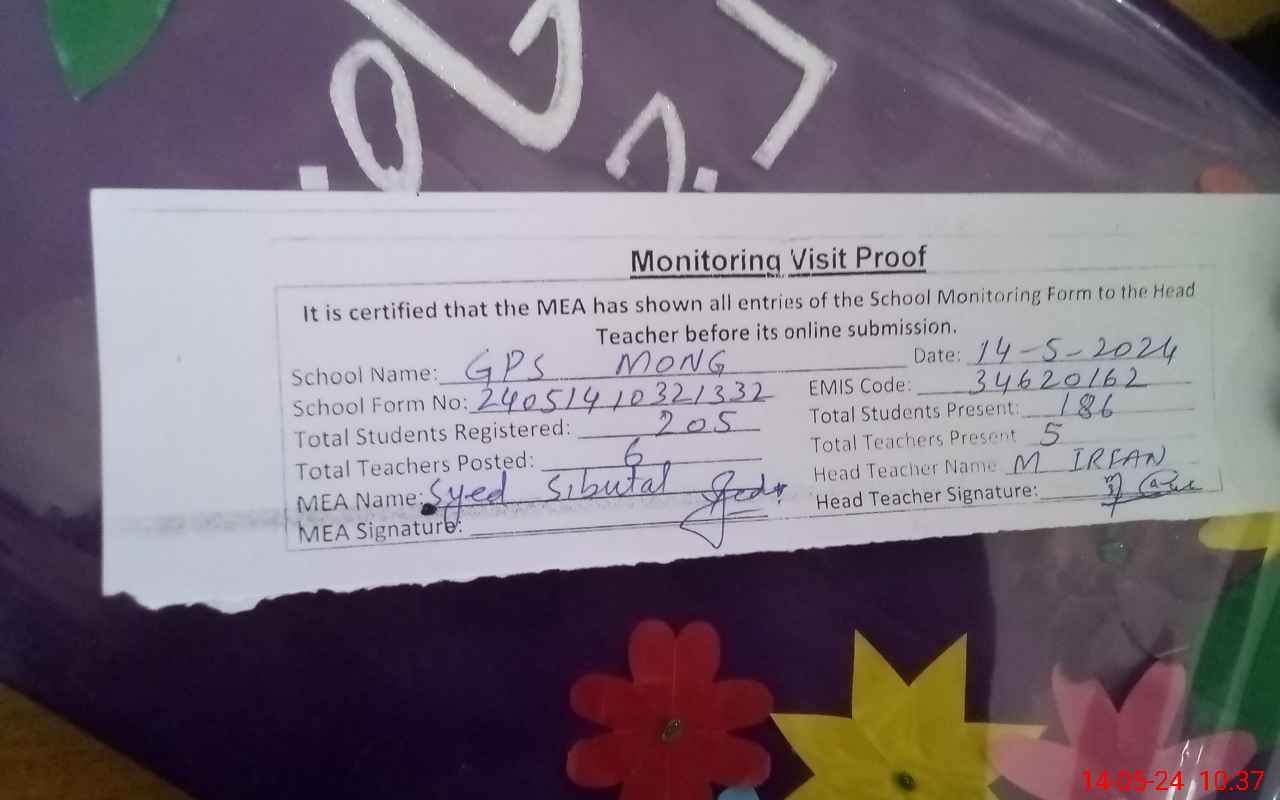 Monitoring Visit Proof
It is certified that the MEA has shown all entries of the School Monitoring Form to the Head
Teacher before its online submission.
School Name: GPS MONG Date: 14-5-2024
School Form No: 24051410321332 EMIS Code: 34620162
Total Students Registered: 205 Total Students Present: 186
Total Teachers Posted: 6 Total Teachers Present 5
MEA Name: Syed Sibutal Head Teacher Name M IRFAN
MEA Signature: Head Teacher Signature:
14-05-24 10.37